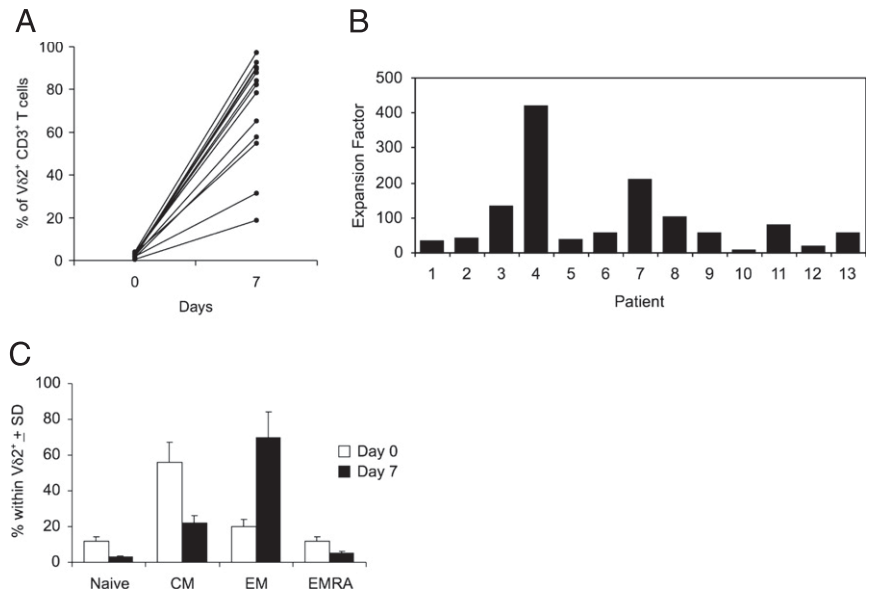 A
100
80
60
40
20
0
% of Vδ2⁺ CD3⁺ T cells
0 7
Days
B
500
400
300
200
100
0
Expansion Factor
1 2 3 4 5 6 7 8 9 10 11 12 13
Patient
C
100
80
60
40
20
0
% within Vδ2⁺ ± SD
Day 0
Day 7
Naive CM EM EMRA